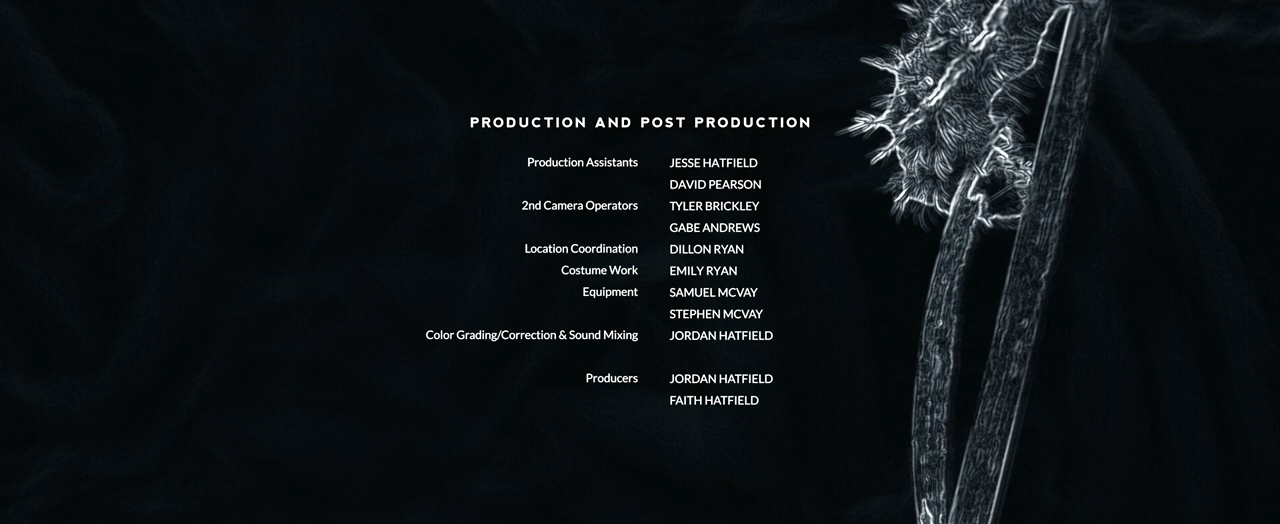 PRODUCTION AND POST PRODUCTION
Production Assistants JESSE HATFIELD
DAVID PEARSON
2nd Camera Operators TYLER BRICKLEY
GABE ANDREWS
Location Coordination DILLON RYAN
Costume Work EMILY RYAN
Equipment SAMUEL MCVAY
STEPHEN MCVAY
Color Grading/Correction & Sound Mixing JORDAN HATFIELD
Producers JORDAN HATFIELD
FAITH HATFIELD